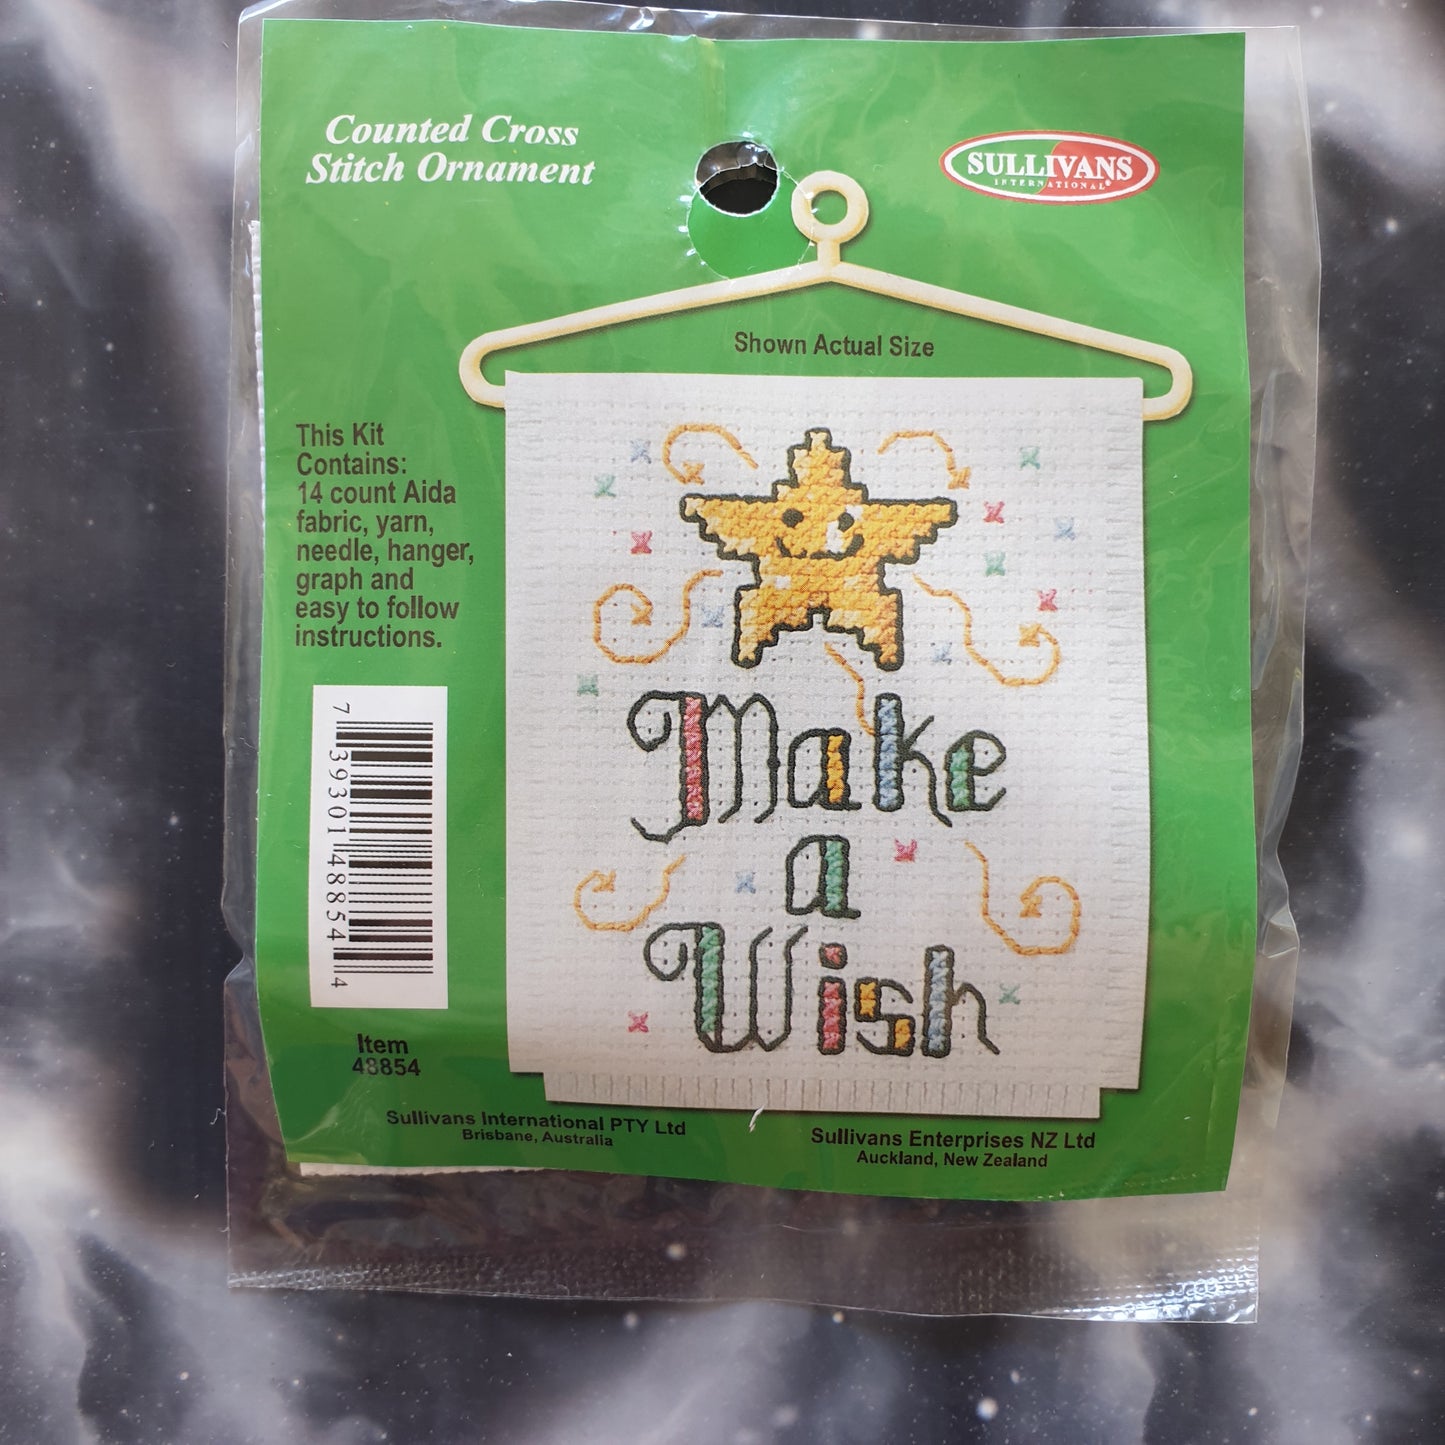 Counted Cross
Stitch Ornament
SULLIVANS
INTERNATIONAL®
Shown Actual Size
This Kit
Contains:
14 count Aida
fabric, yarn,
needle, hanger,
graph and
easy to follow
instructions.
Make
a
Wish
7 39301 48854 4
Item
48854
Sullivans International PTY Ltd
Brisbane, Australia
Sullivans Enterprises NZ Ltd
Auckland, New Zealand